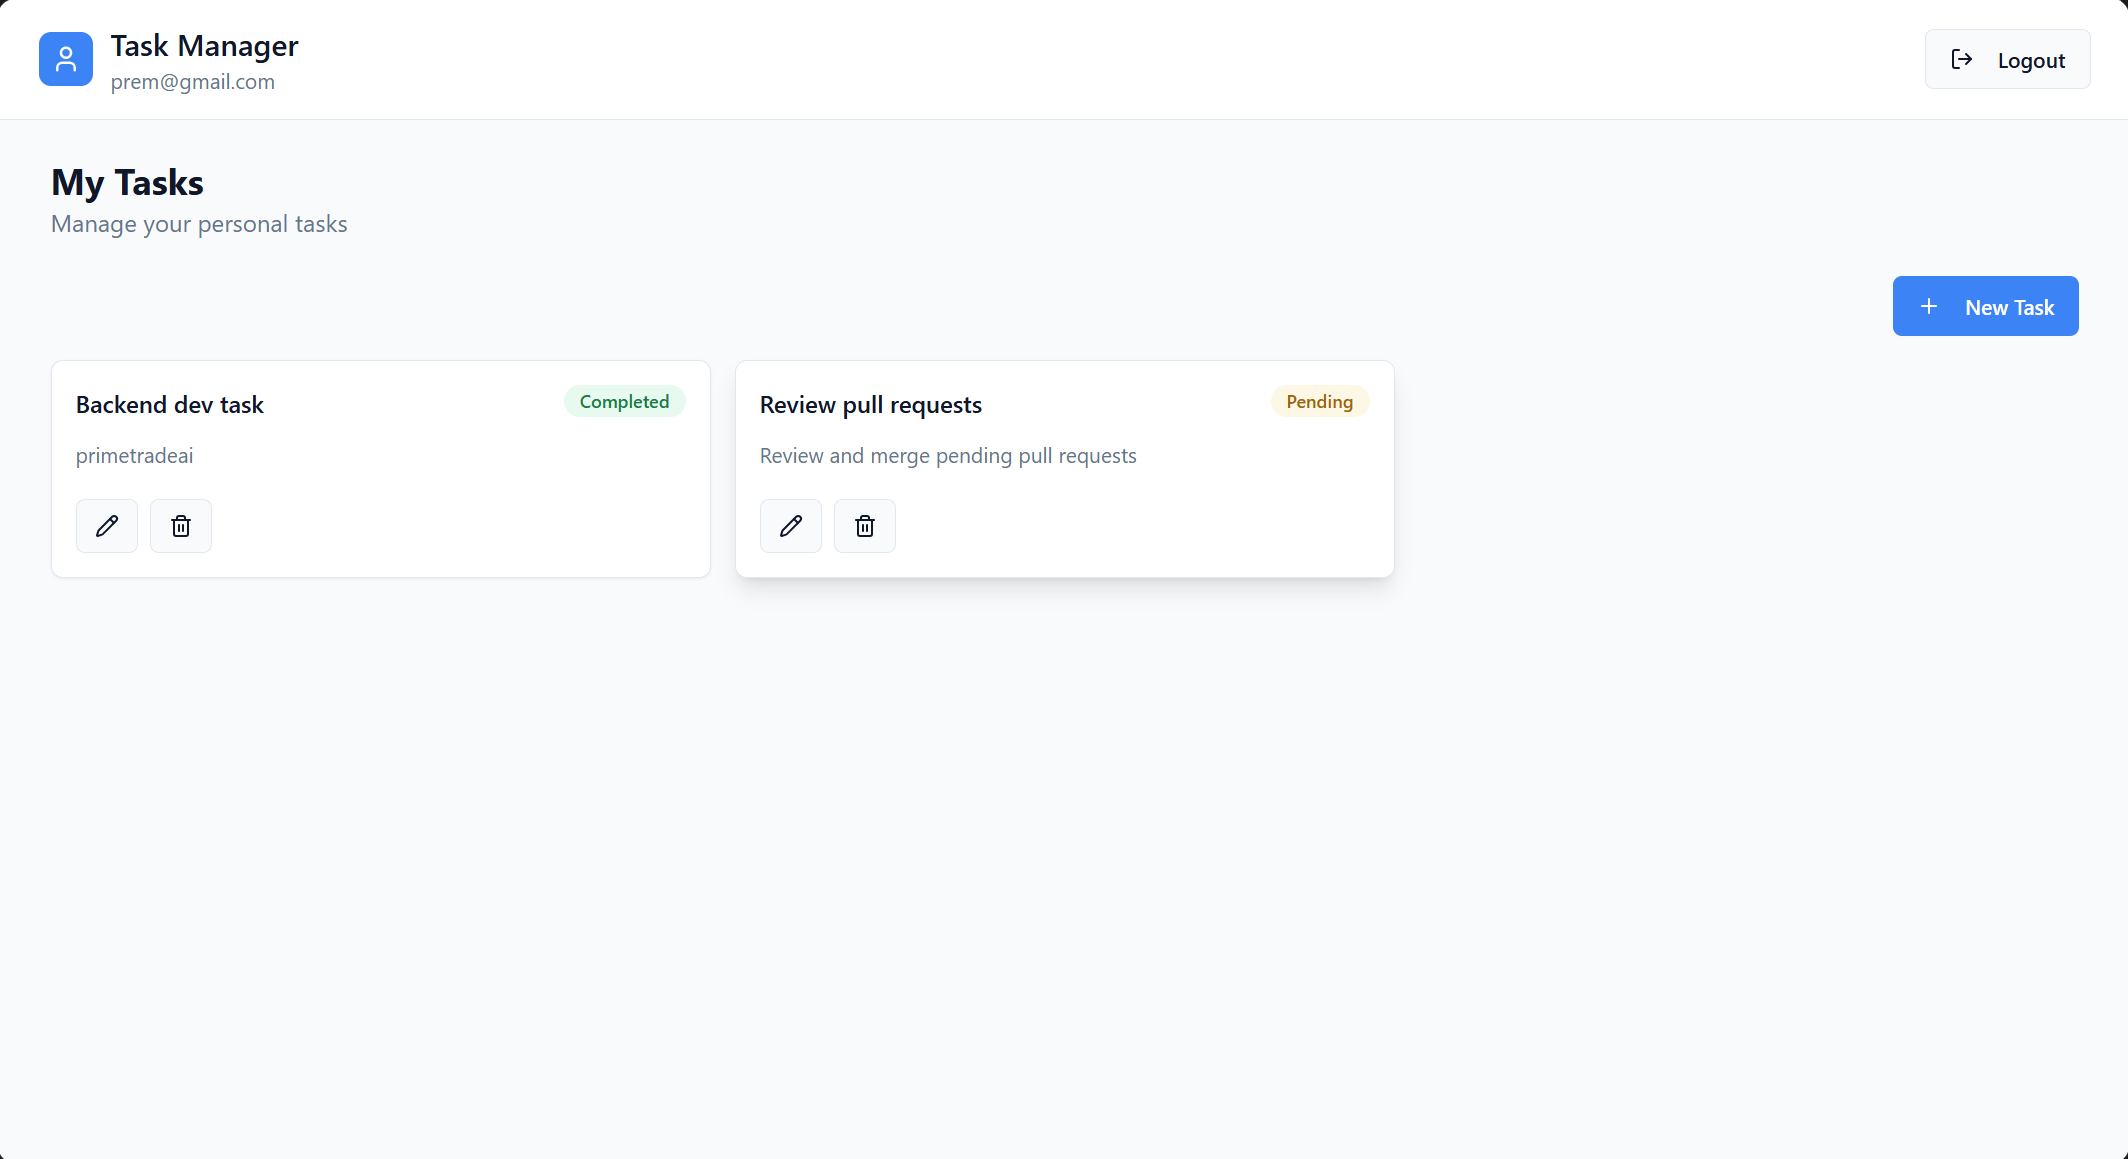 Task Manager
prem@gmail.com
Logout
My Tasks
Manage your personal tasks
New Task
Backend dev task
Completed
primetradeai
Review pull requests
Pending
Review and merge pending pull requests